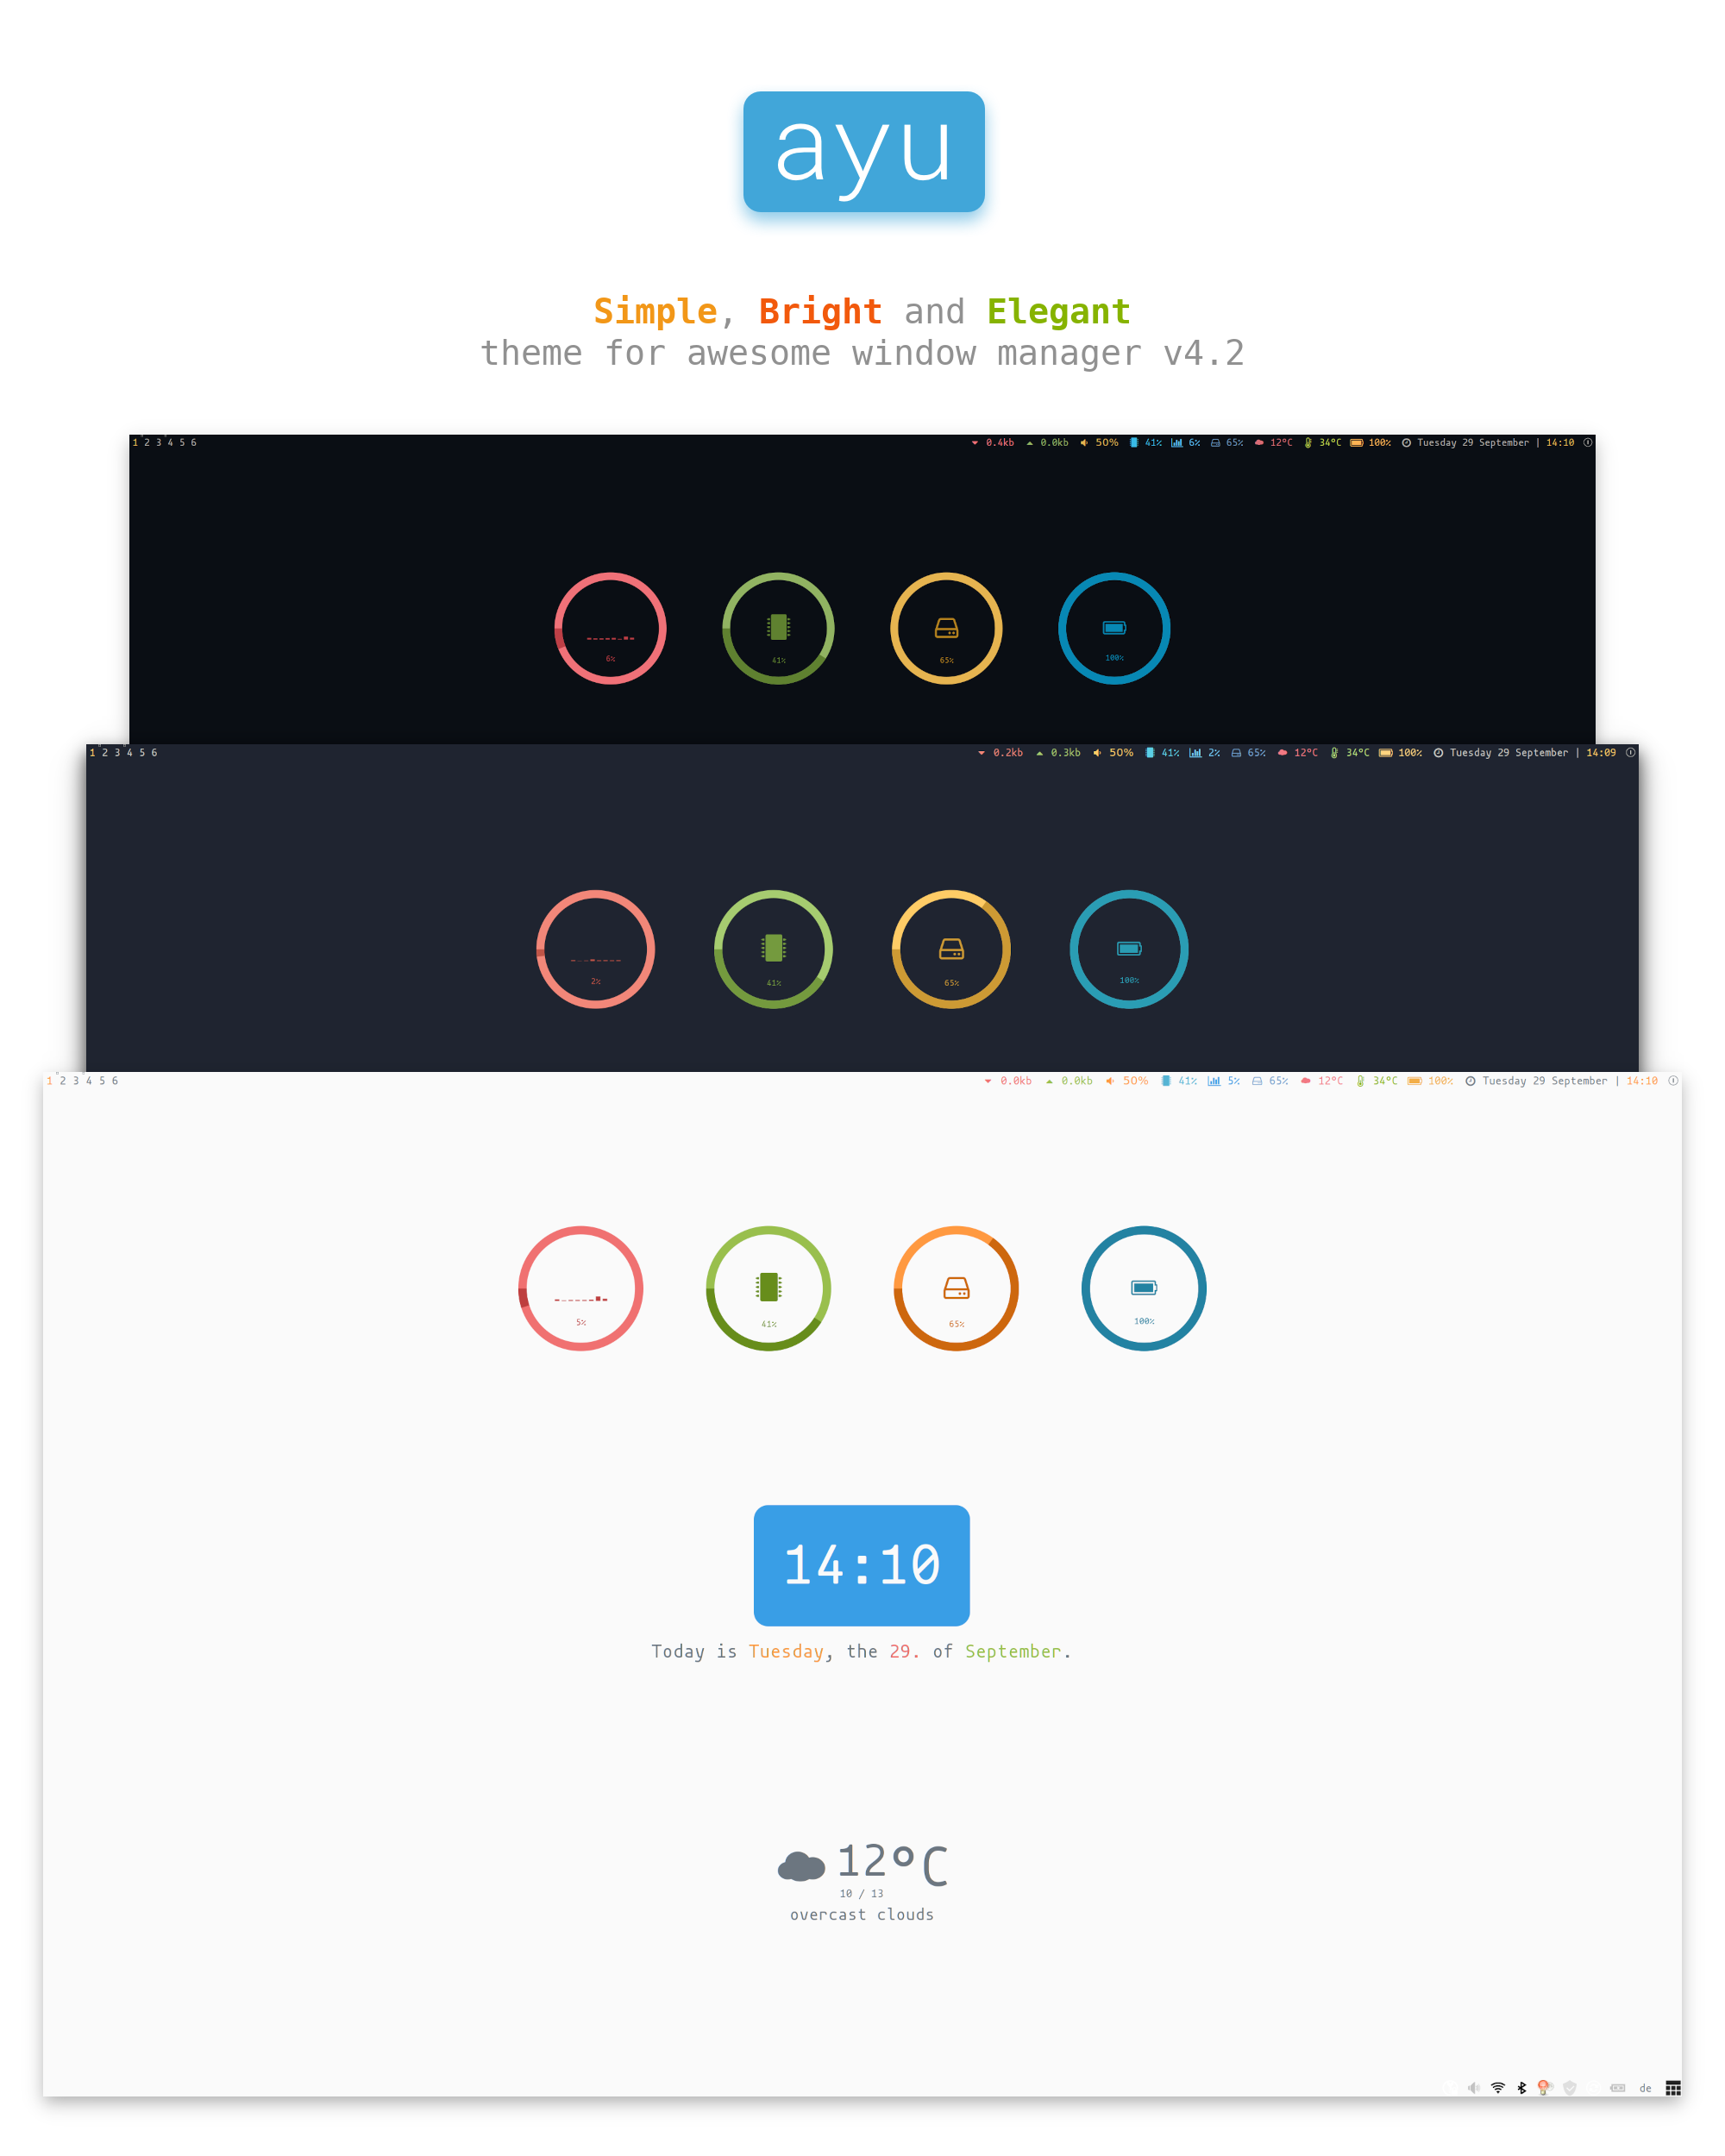 ayu
Simple, Bright and Elegant
theme for awesome window manager v4.2
1 2 3 4 5 6 0.4kb 0.0kb 50% 41% 6% 65% 12°C 34°C 100% Tuesday 29 September | 14:10
6% 41% 65% 100%
1 2 3 4 5 6 0.2kb 0.3kb 50% 41% 2% 65% 12°C 34°C 100% Tuesday 29 September | 14:09
2% 41% 65% 100%
1 2 3 4 5 6 0.0kb 0.0kb 50% 41% 5% 65% 12°C 34°C 100% Tuesday 29 September | 14:10
5% 41% 65% 100%
14:10
Today is Tuesday, the 29. of September.
12°C
10 / 13
overcast clouds
de